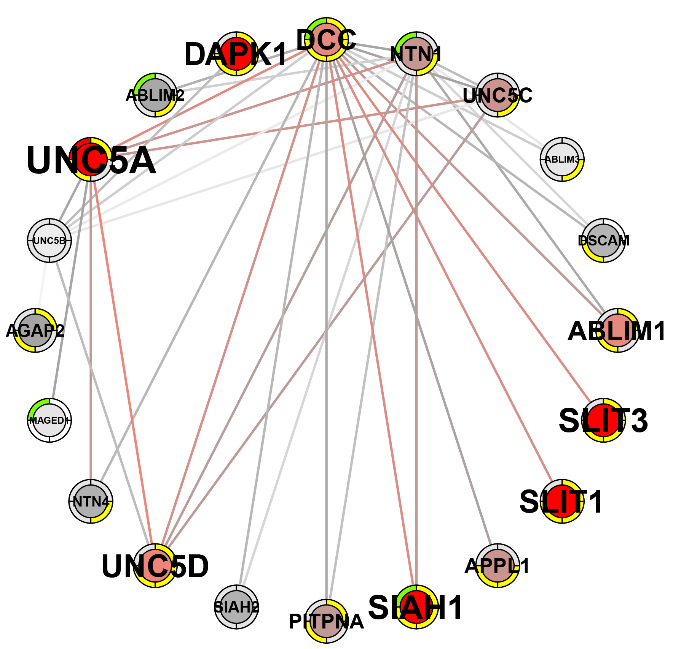 DCC
DAPK1
NTN1
ABLIM2
UNC5C
UNC5A
ABLIM3
UNC5B
DSCAM
AGAP2
ABLIM1
MAGED1
SLIT3
NTN4
SLIT1
UNC5D
APPL1
SIAH2
SIAH1
PITPNA